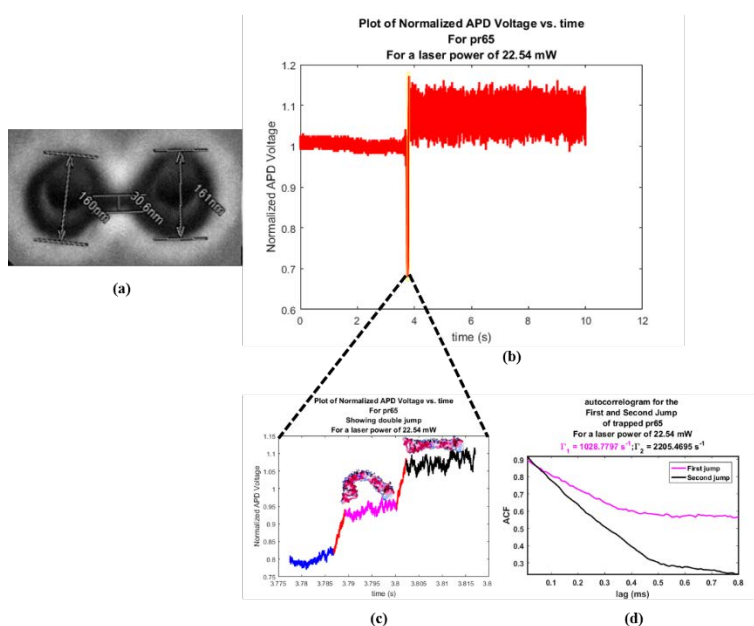 160nm
30.6nm
161nm
(a)
Plot of Normalized APD Voltage vs. time
For pr65
For a laser power of 22.54 mW
Normalized APD Voltage
1.2
1.1
1
0.9
0.8
0.7
0.6
0
2
4
6
8
10
12
time (s)
(b)
Plot of Normalized APD Voltage vs. time
For pr65
Showing double jump
For a laser power of 22.54 mW
Normalized APD Voltage
1.15
1.1
1.05
1
0.95
0.9
0.85
0.8
0.75
3.775
3.78
3.785
3.79
3.795
3.8
3.805
3.81
3.815
3.8
time (s)
(c)
autocorrelogram for the
First and Second Jump
of trapped pr65
For a laser power of 22.54 mW
Γ1 = 1028.7797 s⁻¹;Γ2 = 2205.4695 s⁻¹
First jump
Second jump
ACF
0.9
0.8
0.7
0.6
0.5
0.4
0.3
0.1
0.2
0.3
0.4
0.5
0.6
0.7
0.8
lag (ms)
(d)